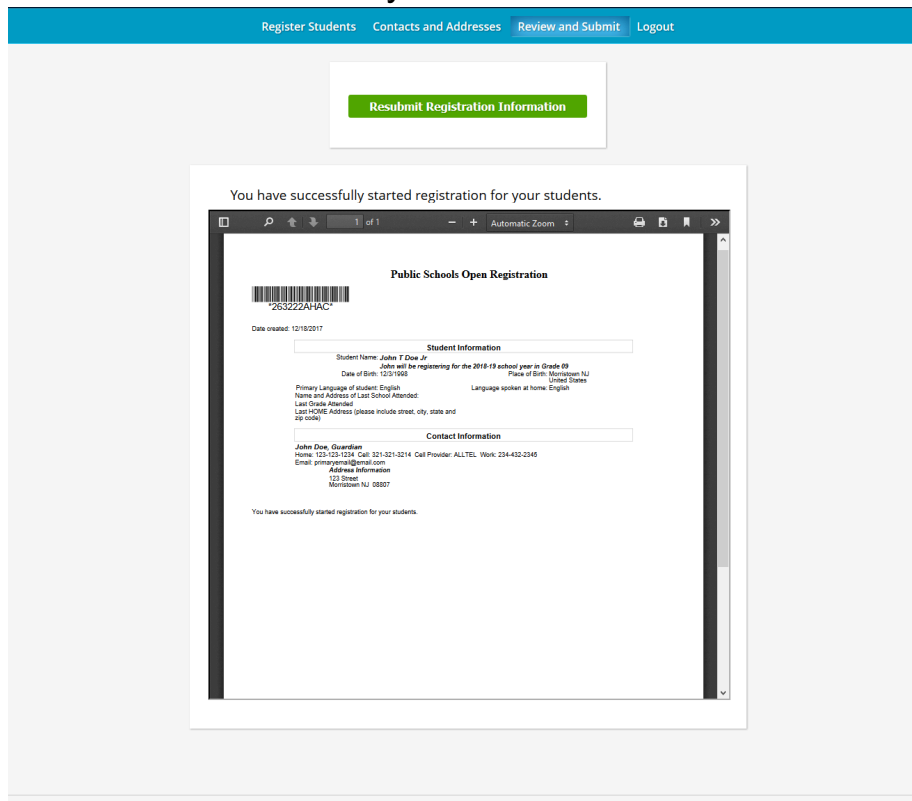 Register Students Contacts and Addresses Review and Submit Logout
Resubmit Registration Information
You have successfully started registration for your students.
1 of 1 Automatic Zoom
Public Schools Open Registration
*263222AHAC*
Date created: 12/18/2017
Student Information
Student Name: John T Doe Jr
John will be registering for the 2018-19 school year in Grade 09
Date of Birth: 12/3/1998 Place of Birth: Morristown NJ
United States
Primary Language of student: English Language spoken at home: English
Name and Address of Last School Attended:
Last Grade Attended
Last HOME Address (please include street, city, state and
zip code)
Contact Information
John Doe, Guardian
Home: 123-123-1234 Cell: 321-321-3214 Cell Provider: ALLTEL Work: 234-432-2345
Email: primaryemail@email.com
Address Information
123 Street
Morristown NJ 08807
You have successfully started registration for your students.